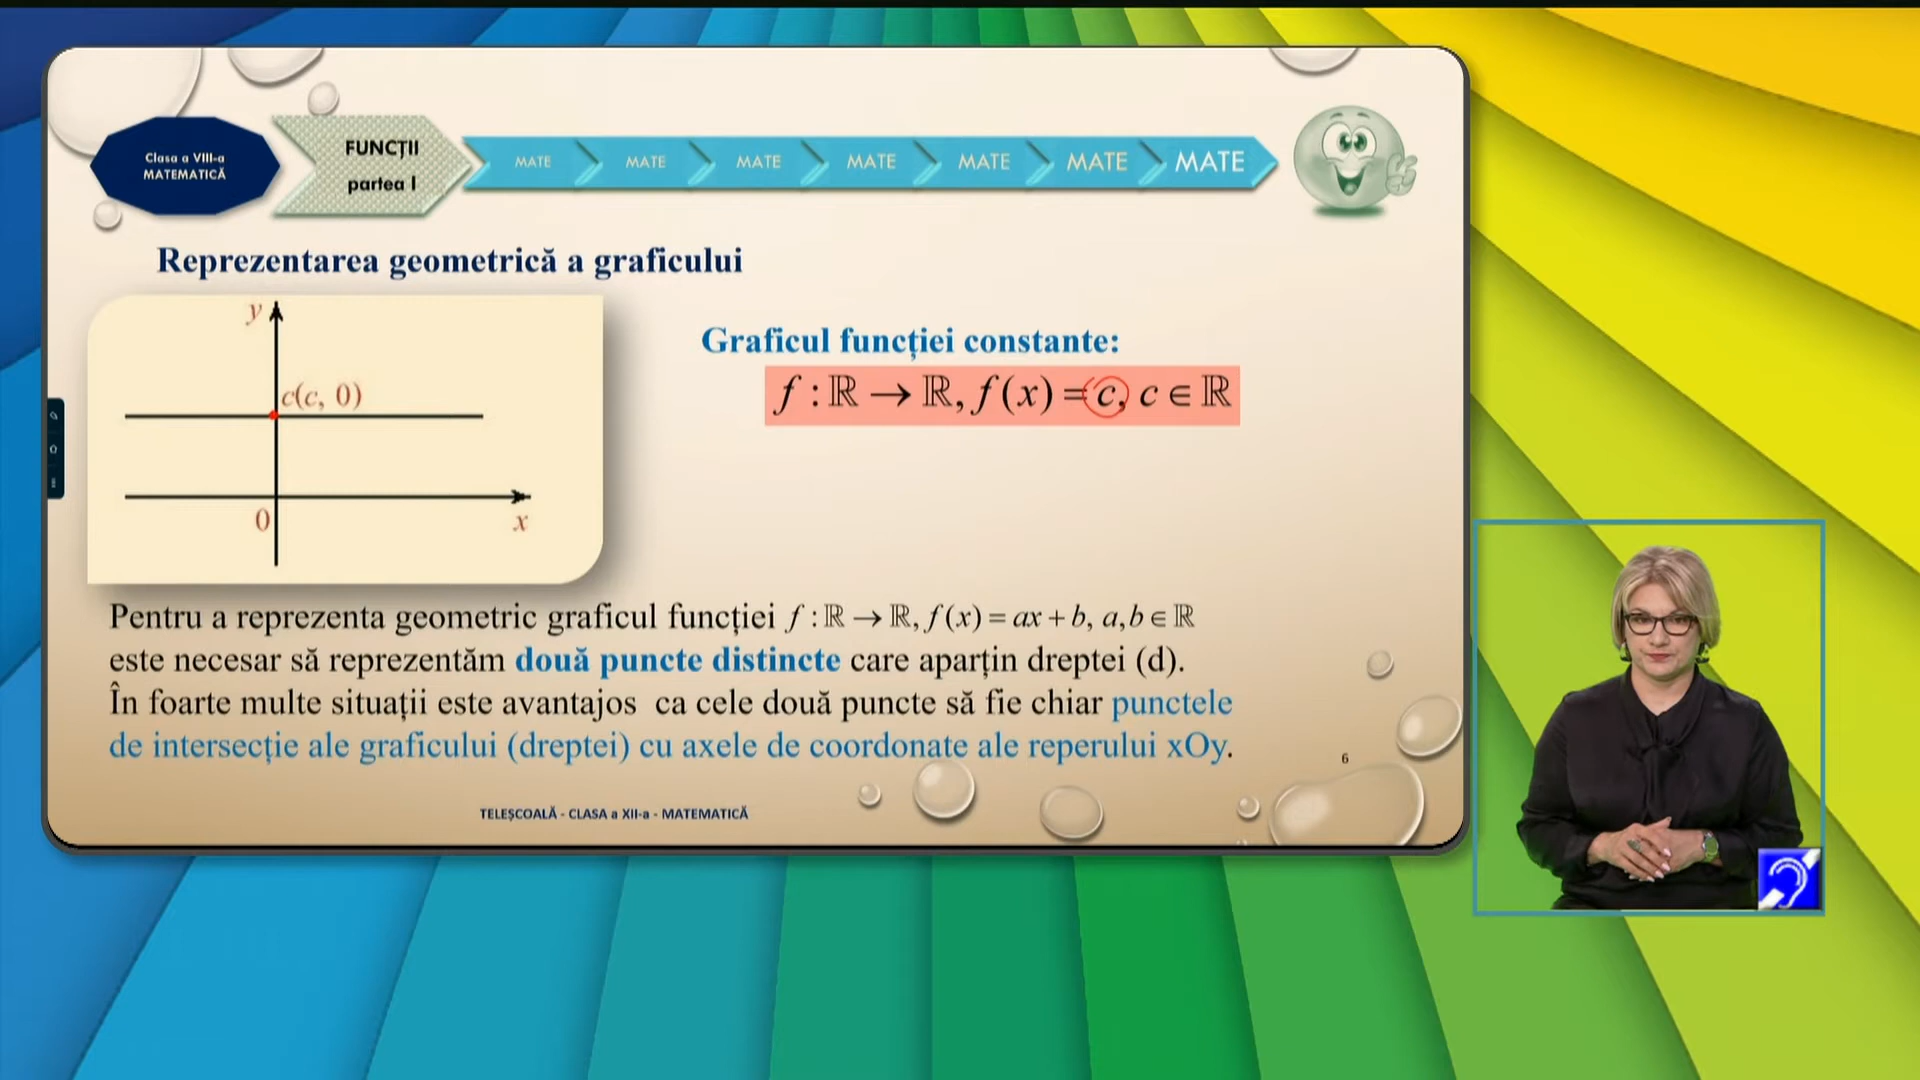 Clasa a VIII-a
MATEMATICĂ
FUNCȚII
partea I
MATE MATE MATE MATE MATE MATE MATE
Reprezentarea geometrică a graficului
y
c(c, 0)
0
x
Graficul funcției constante:
f : ℝ → ℝ, f(x) = c, c ∈ ℝ
Pentru a reprezenta geometric graficul funcției f : ℝ → ℝ, f(x) = ax + b, a,b ∈ ℝ
este necesar să reprezentăm două puncte distincte care aparțin dreptei (d).
În foarte multe situații este avantajos ca cele două puncte să fie chiar punctele
de intersecție ale graficului (dreptei) cu axele de coordonate ale reperului xOy.
6
TELEȘCOALĂ - CLASA a XII-a - MATEMATICĂ